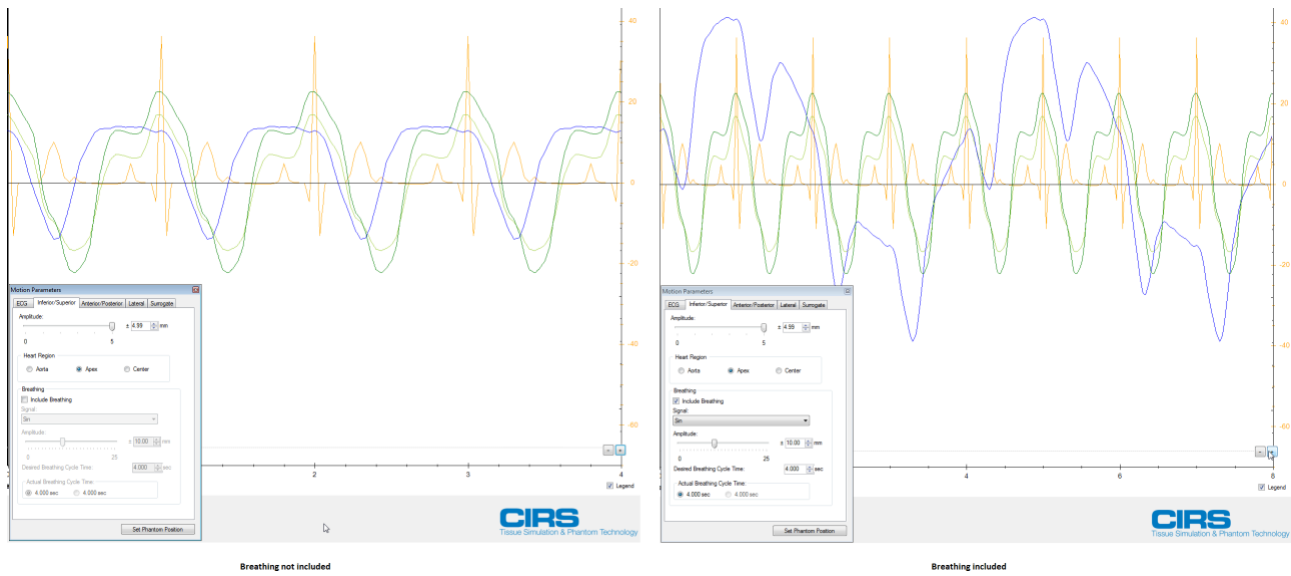 40
20
0
-20
-60
Motion Parameters
ECG Inferior/Superior Anterior/Posterior Lateral Surrogate
Amplitude:
± 4.99 mm
0 5
Heart Region
Aorta Apex Center
Breathing
Include Breathing
Signal:
Sin
Amplitude:
± 10.00 mm
0 25
Desired Breathing Cycle Time: 4.000 sec
Actual Breathing Cycle Time
4.000 sec 4.000 sec
Set Phantom Position
2 3 4
Legend
CIRS
Tissue Simulation & Phantom Technology
Breathing not included
40
20
0
-20
-40
-60
Motion Parameters
ECG Inferior/Superior Anterior/Posterior Lateral Surrogate
Amplitude:
± 4.99 mm
0 5
Heart Region
Aorta Apex Center
Breathing
Include Breathing
Signal:
Sin
Amplitude:
± 10.00 mm
0 25
Desired Breathing Cycle Time: 4.000 sec
Actual Breathing Cycle Time
4.000 sec 4.000 sec
Set Phantom Position
4 6 8
Legend
CIRS
Tissue Simulation & Phantom Technology
Breathing included